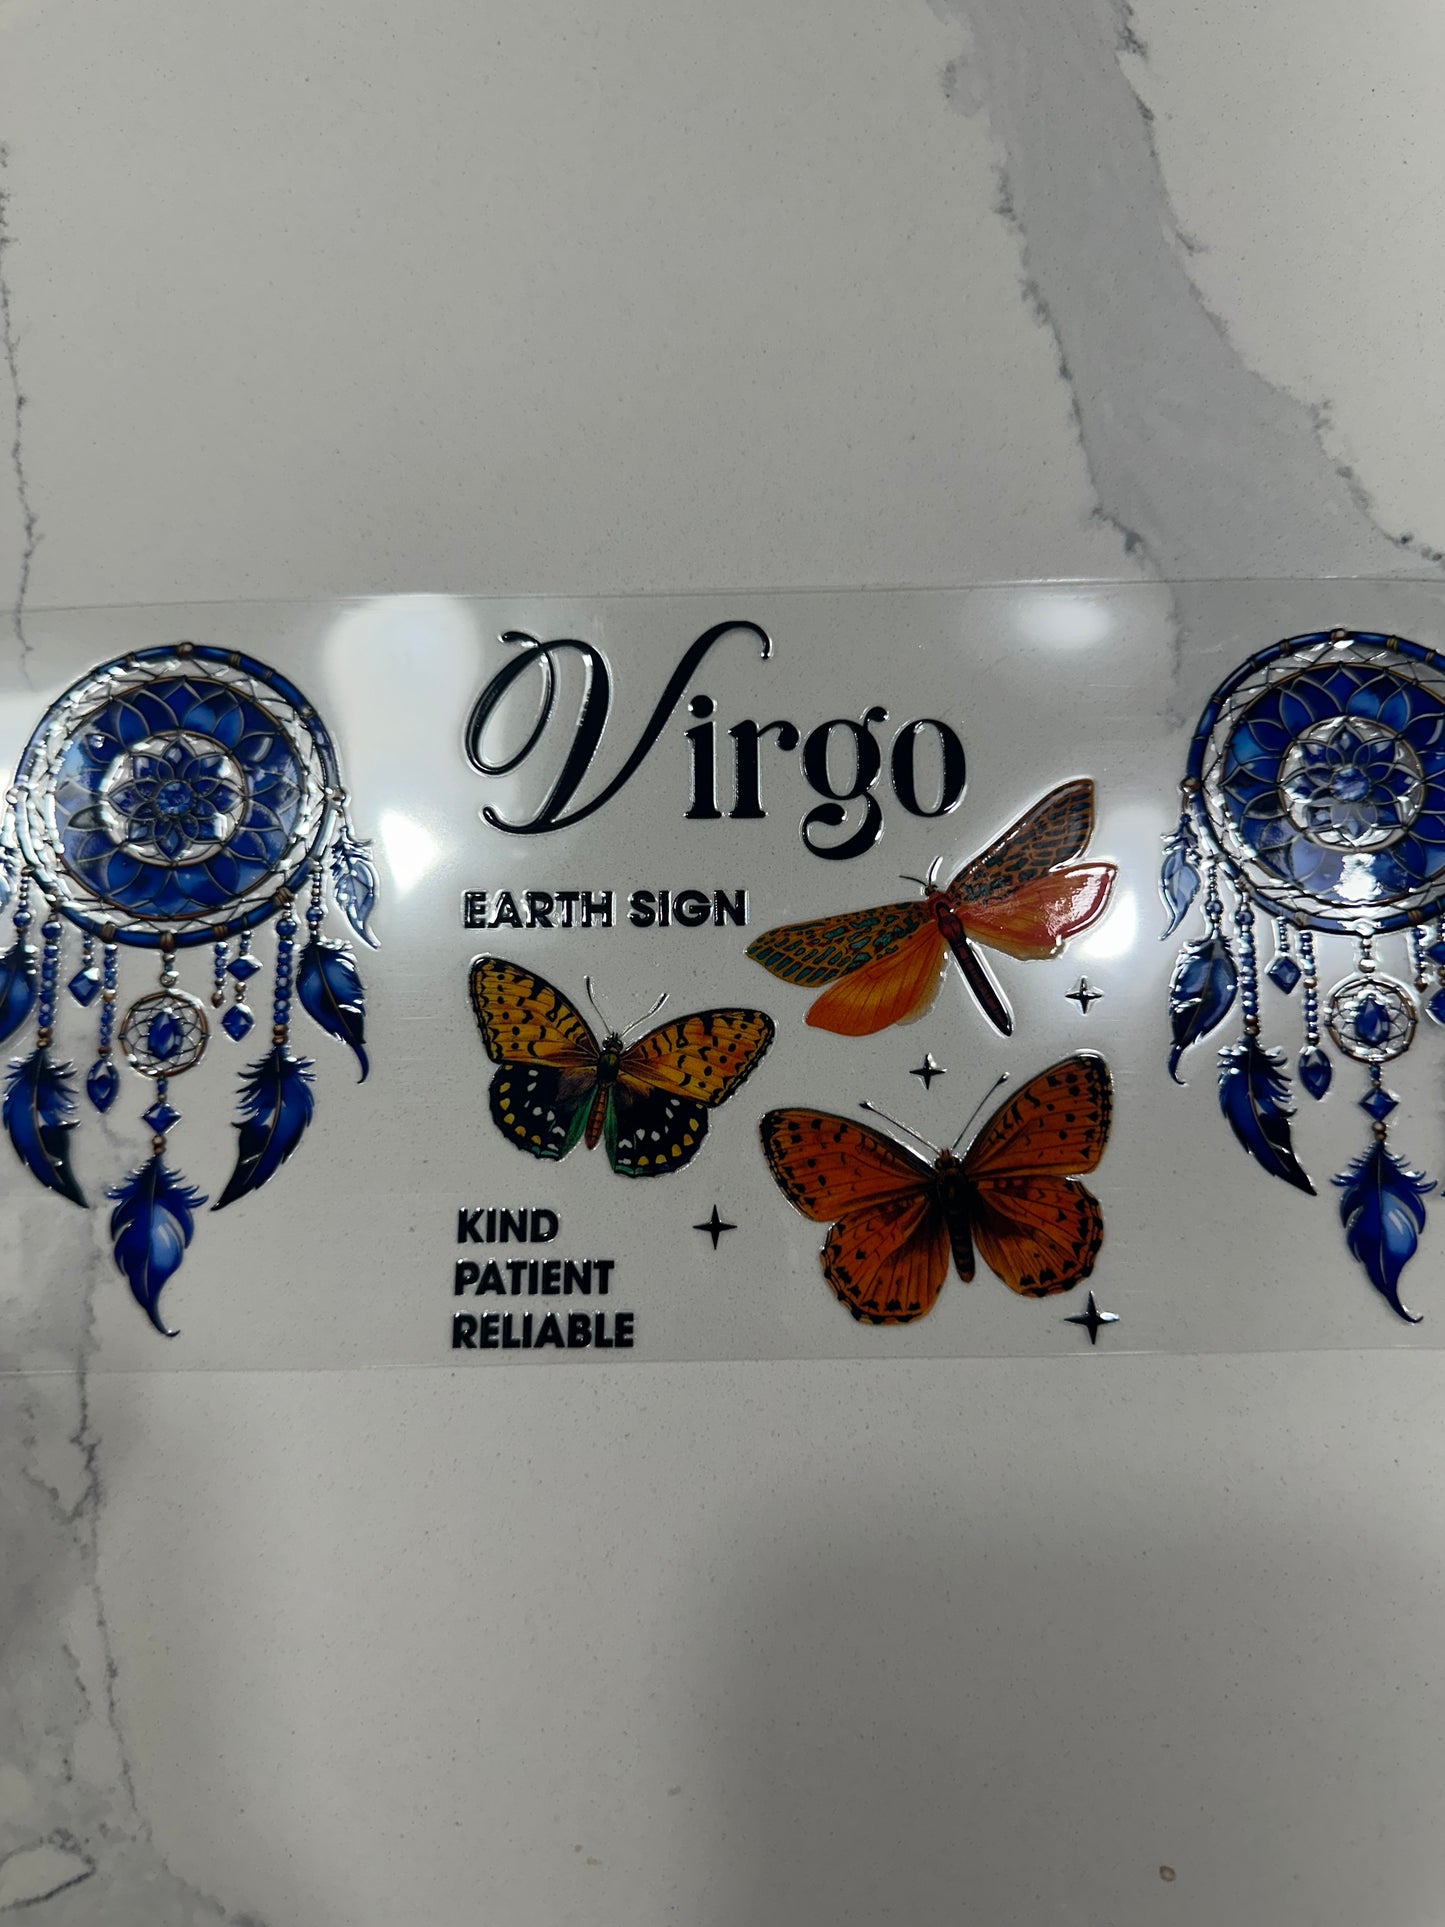 Virgo
EARTH SIGN
KIND
PATIENT
RELIABLE